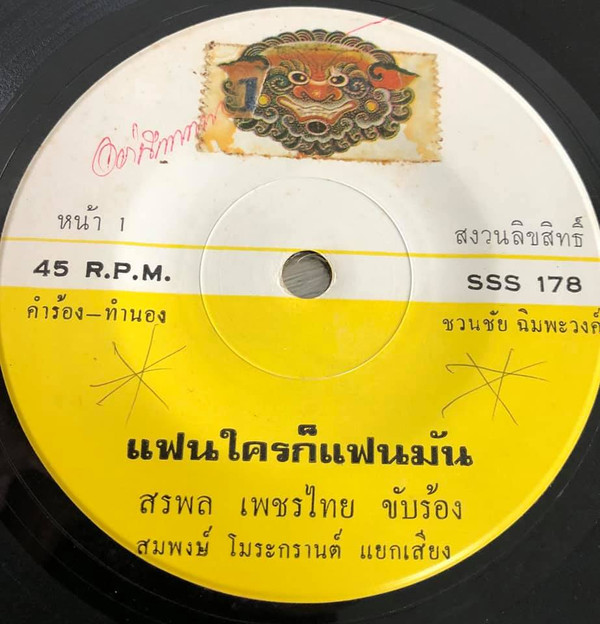 1
หน้า 1
สงวนลิขสิทธิ์
45 R.P.M.
SSS 178
คำร้อง–ทำนอง
ชวนชัย ฉิมพะวงศ์
แฟนใครก็แฟนมัน
สรพล เพชรไทย ขับร้อง
สมพงษ์ โมระกรานต์ แยกเสียง